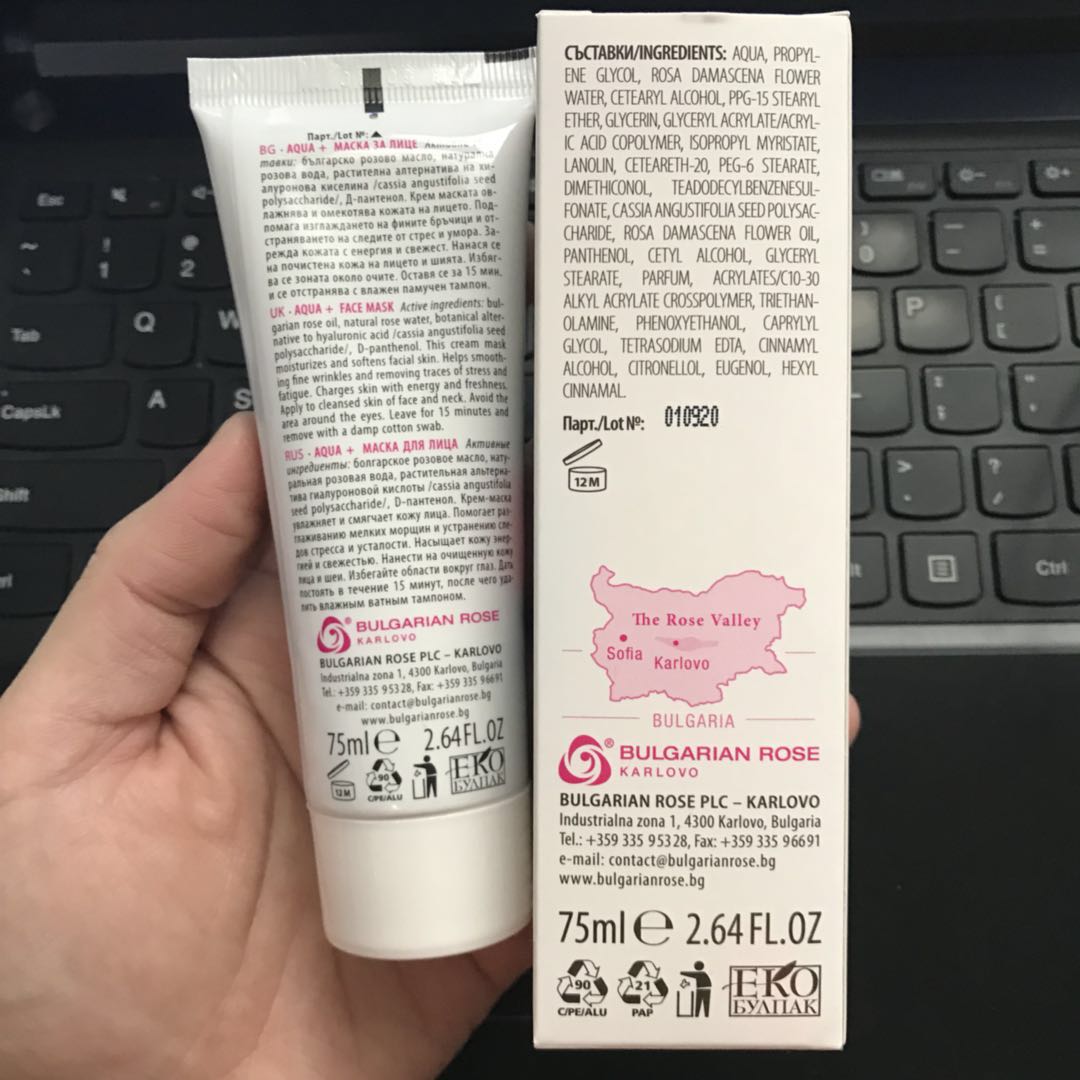 Парт./Lot №:
BG · AQUA + МАСКА ЗА ЛИЦЕ Активни с-
тавки: българско розово масло, натурална
розова вода, растителна алтернатива на хи-
алуронова киселина /cassia angustifolia seed
polysaccharide/, Д-пантенол. Крем маската ов-
лажнява и омекотява кожата на лицето. Под-
помага изглаждането на фините бръчици и от-
страняването на следите от стрес и умора. За-
режда кожата с енергия и свежест. Нанася се
на почистена кожа на лицето и шията. Избяг-
ва се зоната около очите. Оставя се за 15 мин.
и се отстранява с влажен памучен тампон.
UK · AQUA + FACE MASK Active ingredients: bul-
garian rose oil, natural rose water, botanical alter-
native to hyaluronic acid /cassia angustifolia seed
polysaccharide/, D-panthenol. This cream mask
moisturizes and softens facial skin. Helps smooth-
ing fine wrinkles and removing traces of stress and
fatigue. Charges skin with energy and freshness.
Apply to cleansed skin of face and neck. Avoid the
area around the eyes. Leave for 15 minutes and
remove with a damp cotton swab.
RUS · AQUA + МАСКА ДЛЯ ЛИЦА Активные
ингредиенты: болгарское розовое масло, нату-
ральная розовая вода, растительная альтерна-
тива гиалуроновой кислоты /cassia angustifolia
seed polysaccharide/, D-пантенол. Крем-маска
увлажняет и смягчает кожу лица. Помогает раз-
глаживанию мелких морщин и устранению сле-
дов стресса и усталости. Насыщает кожу энер-
гией и свежестью. Нанести на очищенную кожу
лица и шеи. Избегайте области вокруг глаз. Дать
постоять в течение 15 минут, после чего уда-
лить влажным ватным тампоном.
BULGARIAN ROSE
KARLOVO
BULGARIAN ROSE PLC – KARLOVO
Industrialna zona 1, 4300 Karlovo, Bulgaria
Tel.: +359 335 95328, Fax: +359 335 96691
e-mail: contact@bulgarianrose.bg
www.bulgarianrose.bg
75ml e 2.64 FL.OZ
12 M
90
C/PE/ALU
ЕКО
БУЛПАК
СЪСТАВКИ/INGREDIENTS: AQUA, PROPYL-
ENE GLYCOL, ROSA DAMASCENA FLOWER
WATER, CETEARYL ALCOHOL, PPG-15 STEARYL
ETHER, GLYCERIN, GLYCERYL ACRYLATE/ACRYL-
IC ACID COPOLYMER, ISOPROPYL MYRISTATE,
LANOLIN, CETEARETH-20, PEG-6 STEARATE,
DIMETHICONOL, TEADODECYLBENZENESUL-
FONATE, CASSIA ANGUSTIFOLIA SEED POLYSAC-
CHARIDE, ROSA DAMASCENA FLOWER OIL,
PANTHENOL, CETYL ALCOHOL, GLYCERYL
STEARATE, PARFUM, ACRYLATES/C10-30
ALKYL ACRYLATE CROSSPOLYMER, TRIETHAN-
OLAMINE, PHENOXYETHANOL, CAPRYLYL
GLYCOL, TETRASODIUM EDTA, CINNAMYL
ALCOHOL, CITRONELLOL, EUGENOL, HEXYL
CINNAMAL.
Парт./Lot №: 010920
12 M
The Rose Valley
Sofia
Karlovo
BULGARIA
BULGARIAN ROSE
KARLOVO
BULGARIAN ROSE PLC – KARLOVO
Industrialna zona 1, 4300 Karlovo, Bulgaria
Tel.: +359 335 95328, Fax: +359 335 96691
e-mail: contact@bulgarianrose.bg
www.bulgarianrose.bg
75ml e 2.64 FL.OZ
90
C/PE/ALU
21
PAP
ЕКО
БУЛПАК
Esc
~
!
1
@
2
Tab
Q
W
CapsLk
A
S
Shift
P
Ctrl